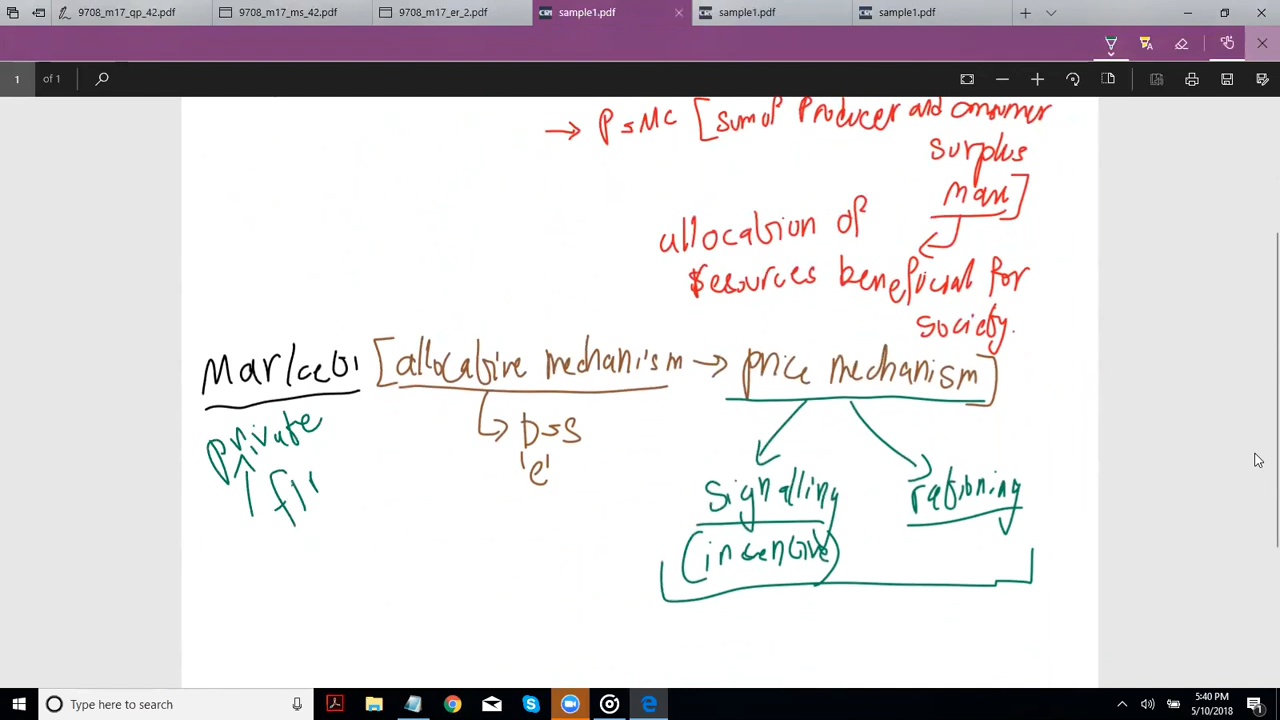 9708_m17_qp_42.pdf 9708_m17_ms_42.pdf 9708_m17_er_2.pdf sample1.pdf sample1.pdf sample1.pdf
1 of 1
→ P=MC [sum of Producer and consumer
surplus
max]
allocation of
resources beneficial for
society.
[allocative mechanism → price mechanism]
private
D=S
'e'
signalling rationing
(incentive)
Type here to search
5:40 PM
5/10/2018